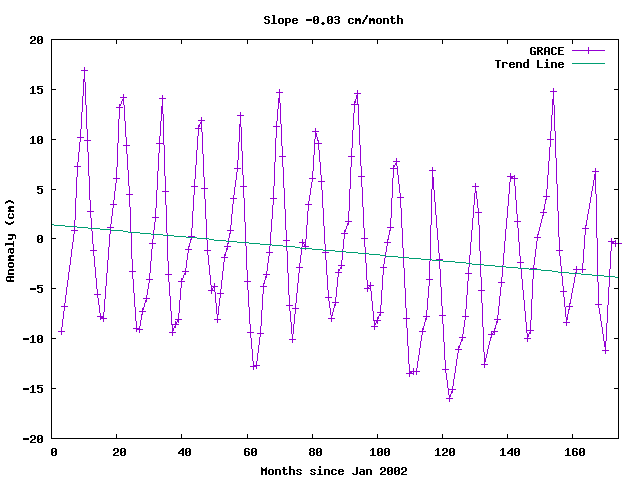 Slope -0.03 cm/month
GRACE
Trend Line
20
15
10
5
0
-5
-10
-15
-20
Anomaly (cm)
0 20 40 60 80 100 120 140 160
Months since Jan 2002